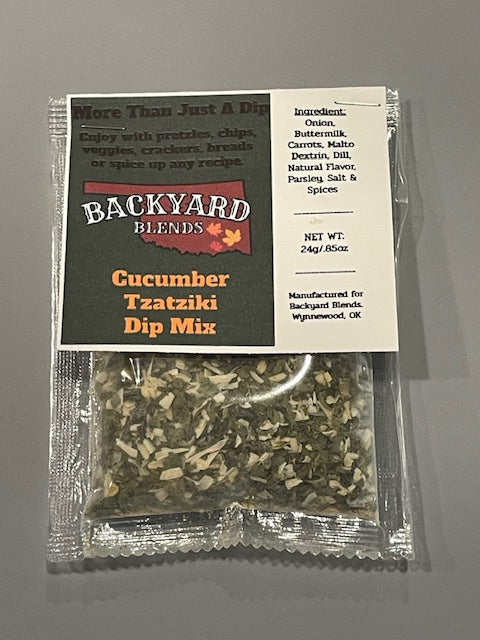 More Than Just A Dip
Enjoy with pretzles, chips,
veggies, crackers, breads
or spice up any recipe.
BACKYARD
BLENDS
Cucumber
Tzatziki
Dip Mix
Ingredient:
Onion,
Buttermilk,
Carrots, Malto
Dextrin, Dill,
Natural Flavor,
Parsley, Salt &
Spices
NET WT:
24g/.85oz
Manufactured for
Backyard Blends.
Wynnewood, OK